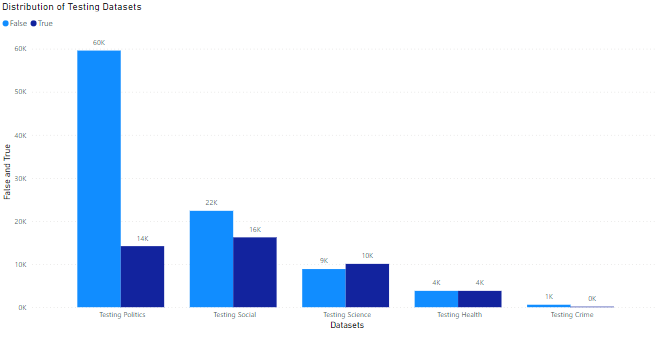 Distribution of Testing Datasets
False True
False and True
60K
50K
40K
30K
20K
10K
0K
60K
14K
22K
16K
9K
10K
4K
4K
1K
0K
Testing Politics
Testing Social
Testing Science
Testing Health
Testing Crime
Datasets